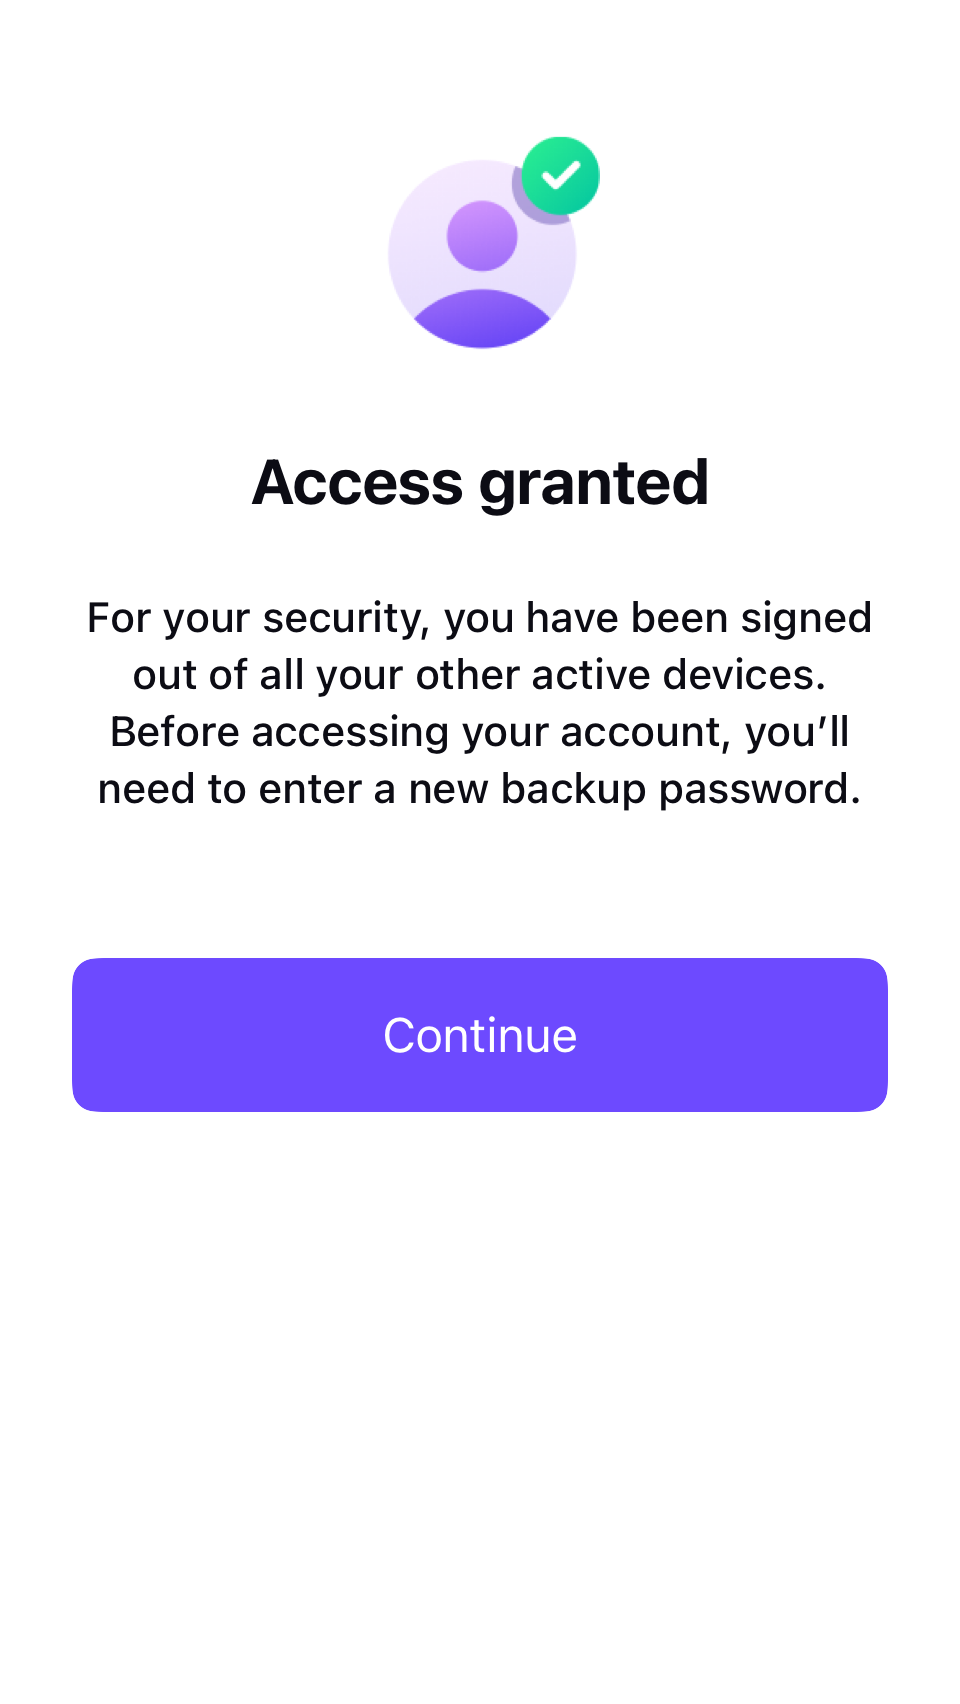 Access granted
For your security, you have been signed
out of all your other active devices.
Before accessing your account, you’ll
need to enter a new backup password.
Continue